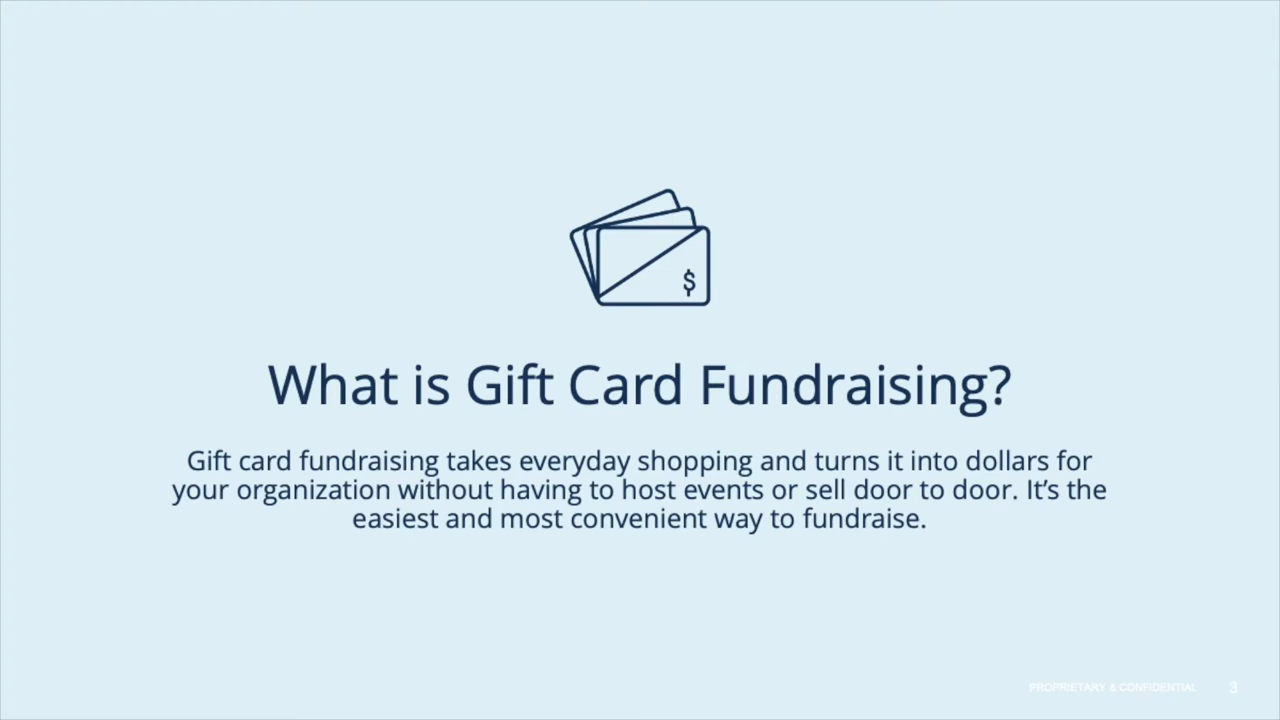 $
What is Gift Card Fundraising?
Gift card fundraising takes everyday shopping and turns it into dollars for
your organization without having to host events or sell door to door. It’s the
easiest and most convenient way to fundraise.
PROPRIETARY & CONFIDENTIAL 3